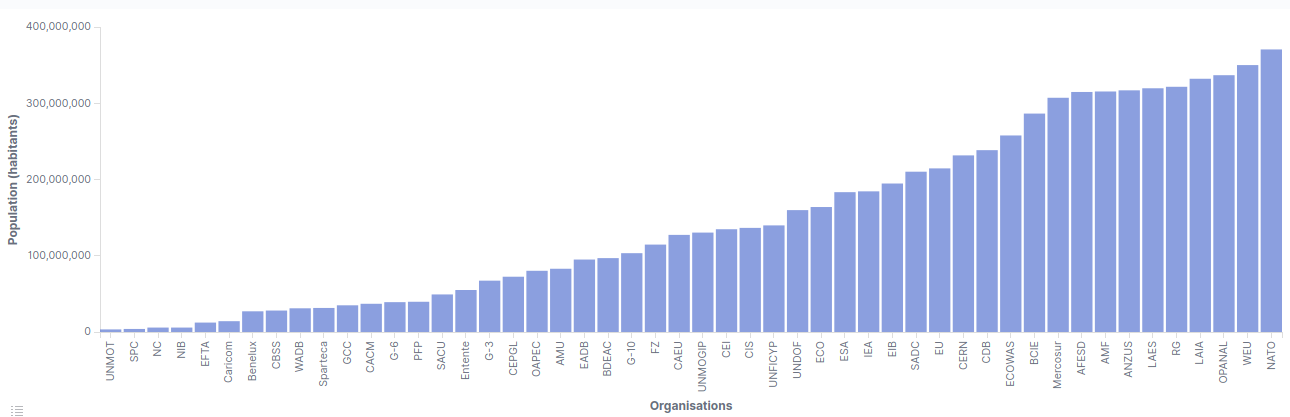 400,000,000
300,000,000
200,000,000
100,000,000
0
Population (habitants)
UNMOT
SPC
NC
NIB
EFTA
Caricom
Benelux
CBSS
WADB
Sparteca
GCC
CACM
G-6
PFP
SACU
Entente
G-3
CEPGL
OAPEC
AMU
EADB
BDEAC
G-10
FZ
CAEU
UNMOGIP
CEI
CIS
UNFICYP
UNDOF
ECO
ESA
IEA
EIB
SADC
EU
CERN
CDB
ECOWAS
BCIE
Mercosur
AFESD
AMF
ANZUS
LAES
RG
LAIA
OPANAL
WEU
NATO
Organisations